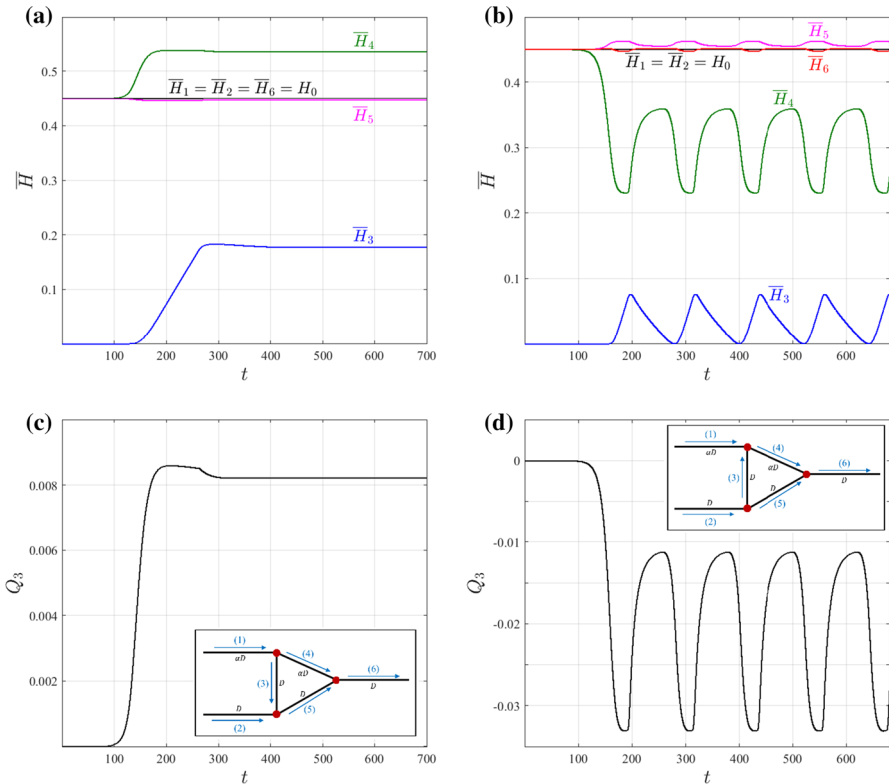 (a)
H̅₄
H̅₁ = H̅₂ = H̅₆ = H₀
H̅₅
H̅₃
H̅
0.5
0.4
0.3
0.2
0.1
100 200 300 400 500 600 700
t
(b)
H̅₅
H̅₁ = H̅₂ = H₀
H̅₆
H̅₄
H̅₃
H̅
0.5
0.4
0.3
0.2
0.1
100 200 300 400 500 600
t
(c)
Q₃
0.008
0.006
0.004
0.002
(1)
αD
(4)
αD
(6)
D
(3)
D
D
(5)
D
(2)
100 200 300 400 500 600 700
t
(d)
Q₃
0
-0.01
-0.02
-0.03
(1)
αD
(4)
αD
(6)
D
(3)
D
D
(5)
D
(2)
100 200 300 400 500 600
t